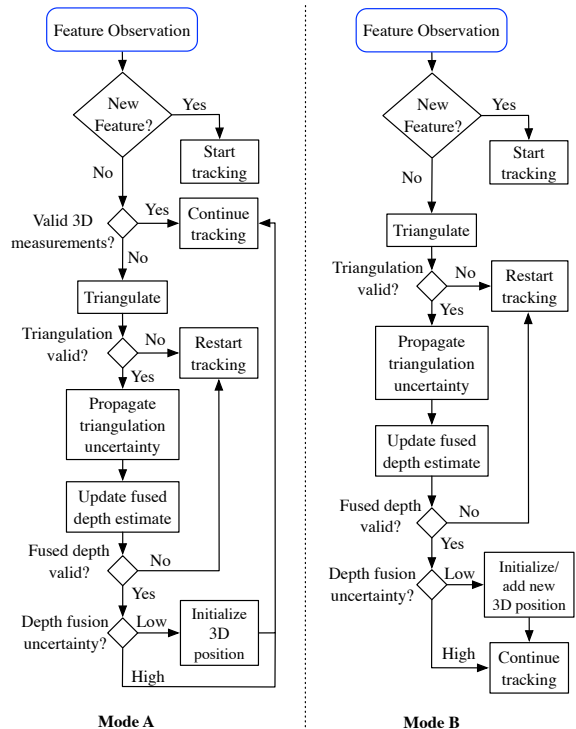 Feature Observation
New
Feature?
Yes
Start
tracking
No
Valid 3D
measurements?
Yes
Continue
tracking
No
Triangulate
Triangulation
valid?
No
Restart
tracking
Yes
Propagate
triangulation
uncertainty
Update fused
depth estimate
Fused depth
valid?
No
Yes
Depth fusion
uncertainty?
Low
Initialize
3D
position
High
Mode A
Feature Observation
New
Feature?
Yes
Start
tracking
No
Triangulate
Triangulation
valid?
No
Restart
tracking
Yes
Propagate
triangulation
uncertainty
Update fused
depth estimate
Fused depth
valid?
No
Yes
Depth fusion
uncertainty?
Low
Initialize/
add new
3D position
High
Continue
tracking
Mode B